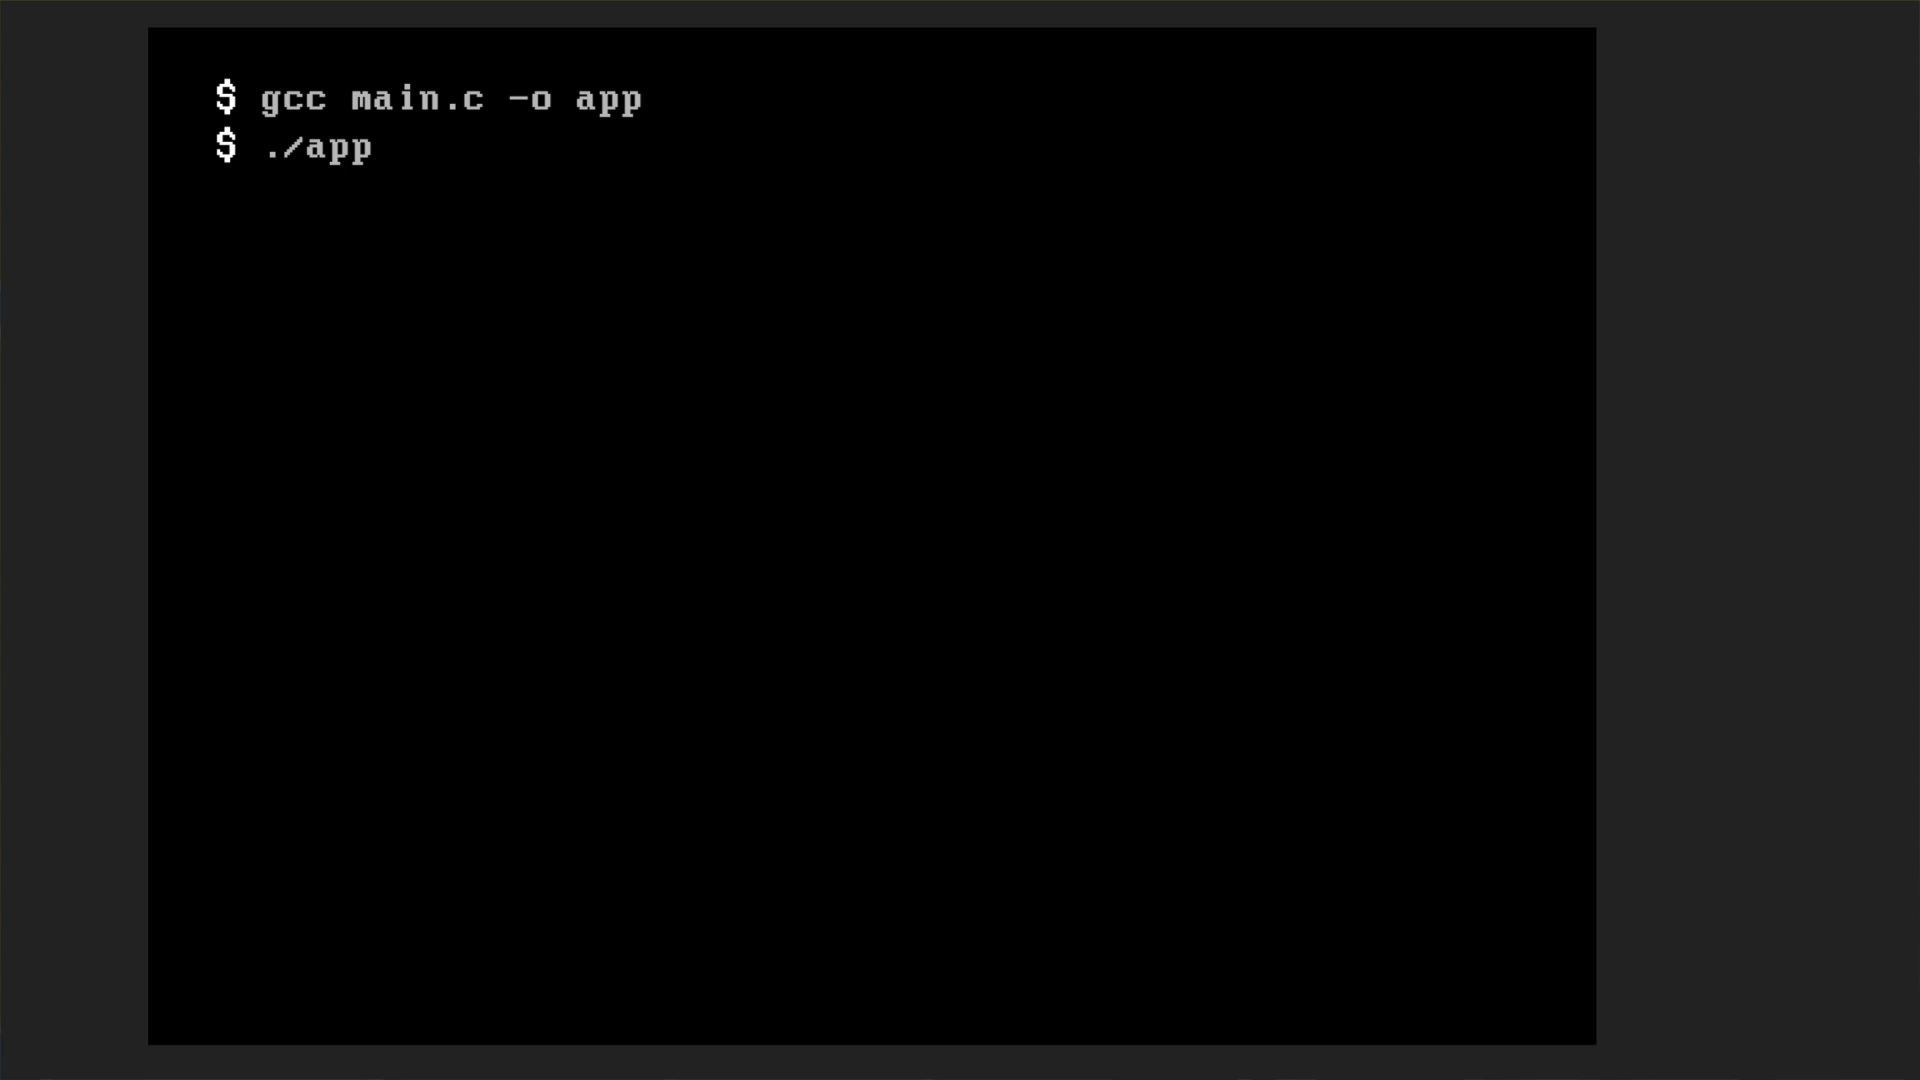 $ gcc main.c -o app
$ ./app